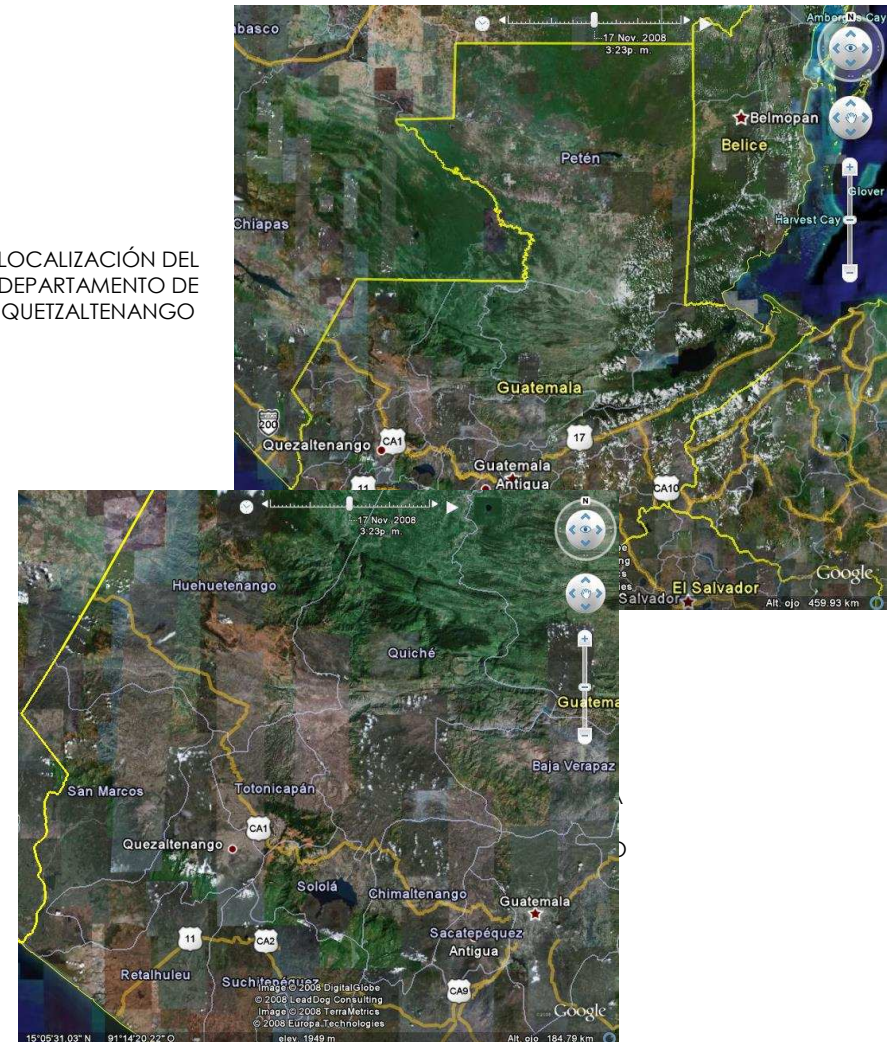 LOCALIZACIÓN DEL
DEPARTAMENTO DE
QUETZALTENANGO
17 Nov. 2008
3:23p. m.
N
Belmopan
Belice
Petén
Glover
Harvest Cay
Chiapas
Guatemala
200
Quezaltenango
CA1
17
11
Guatemala
Antigua
CA10
El Salvador
Salvador
Google
Alt. ojo 459.93 km
17 Nov. 2008
3:23p. m.
N
Huehuetenango
Quiché
Baja Verapaz
San Marcos
Totonicapán
CA1
Quezaltenango
Sololá
Chimaltenango
Guatemala
Sacatepéquez
Antigua
11
CA2
Retalhuleu
Suchitepéquez
CA9
Image © 2008 DigitalGlobe
© 2008 LeadDog Consulting
Image © 2008 TerraMetrics
© 2008 Europa Technologies
Google
15°05'31.03" N 91°14'20.22" O elev. 1949 m Alt. ojo 184.79 km